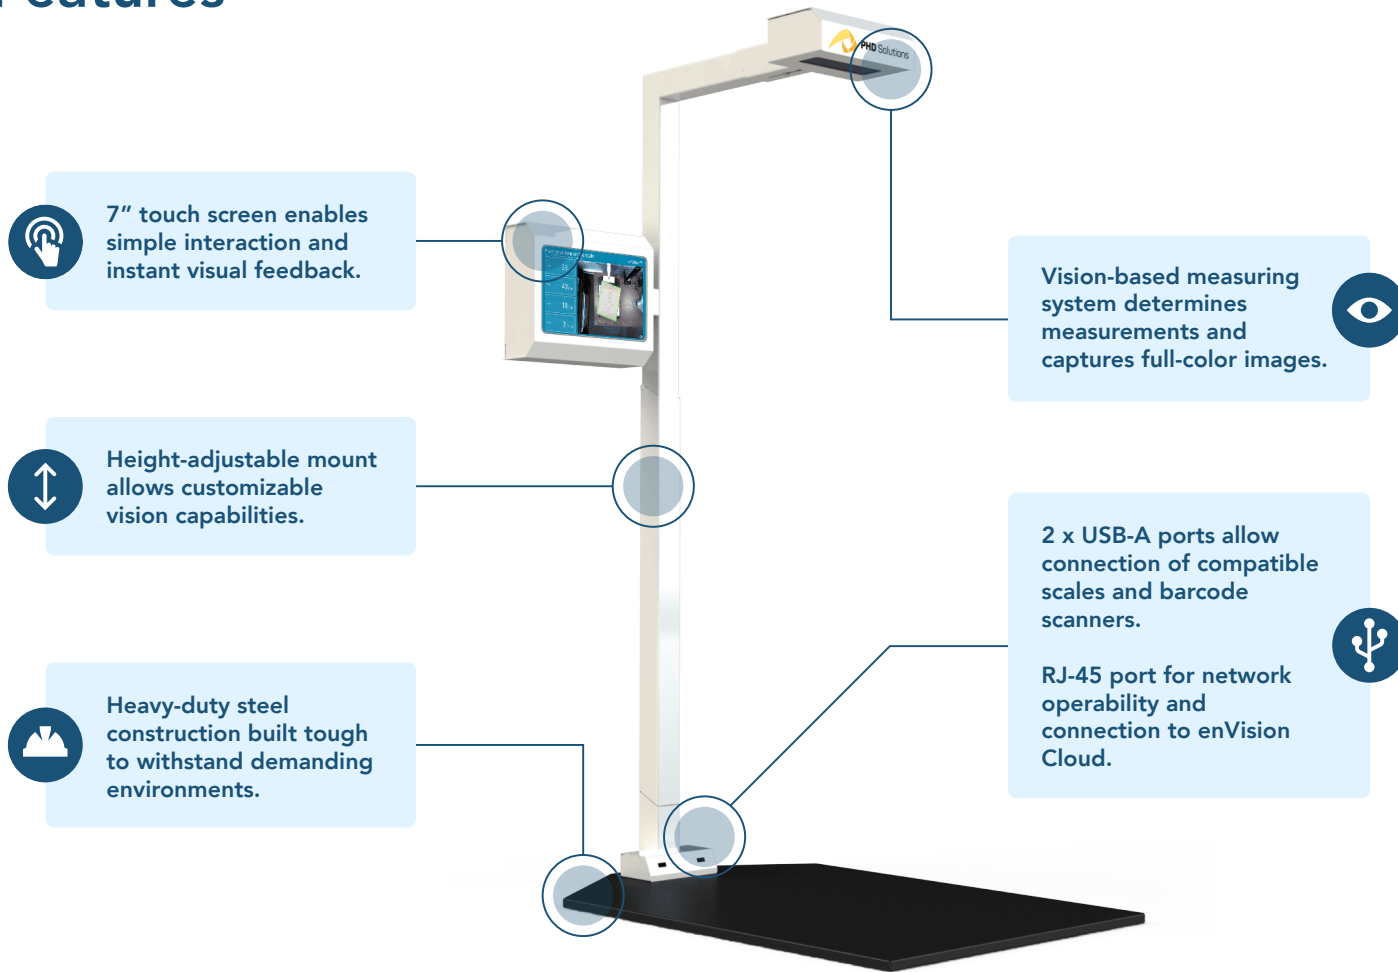 Features
PHD Solutions
7” touch screen enables
simple interaction and
instant visual feedback.
Vision-based measuring
system determines
measurements and
captures full-color images.
Height-adjustable mount
allows customizable
vision capabilities.
2 x USB-A ports allow
connection of compatible
scales and barcode
scanners.
RJ-45 port for network
operability and
connection to enVision
Cloud.
Heavy-duty steel
construction built tough
to withstand demanding
environments.